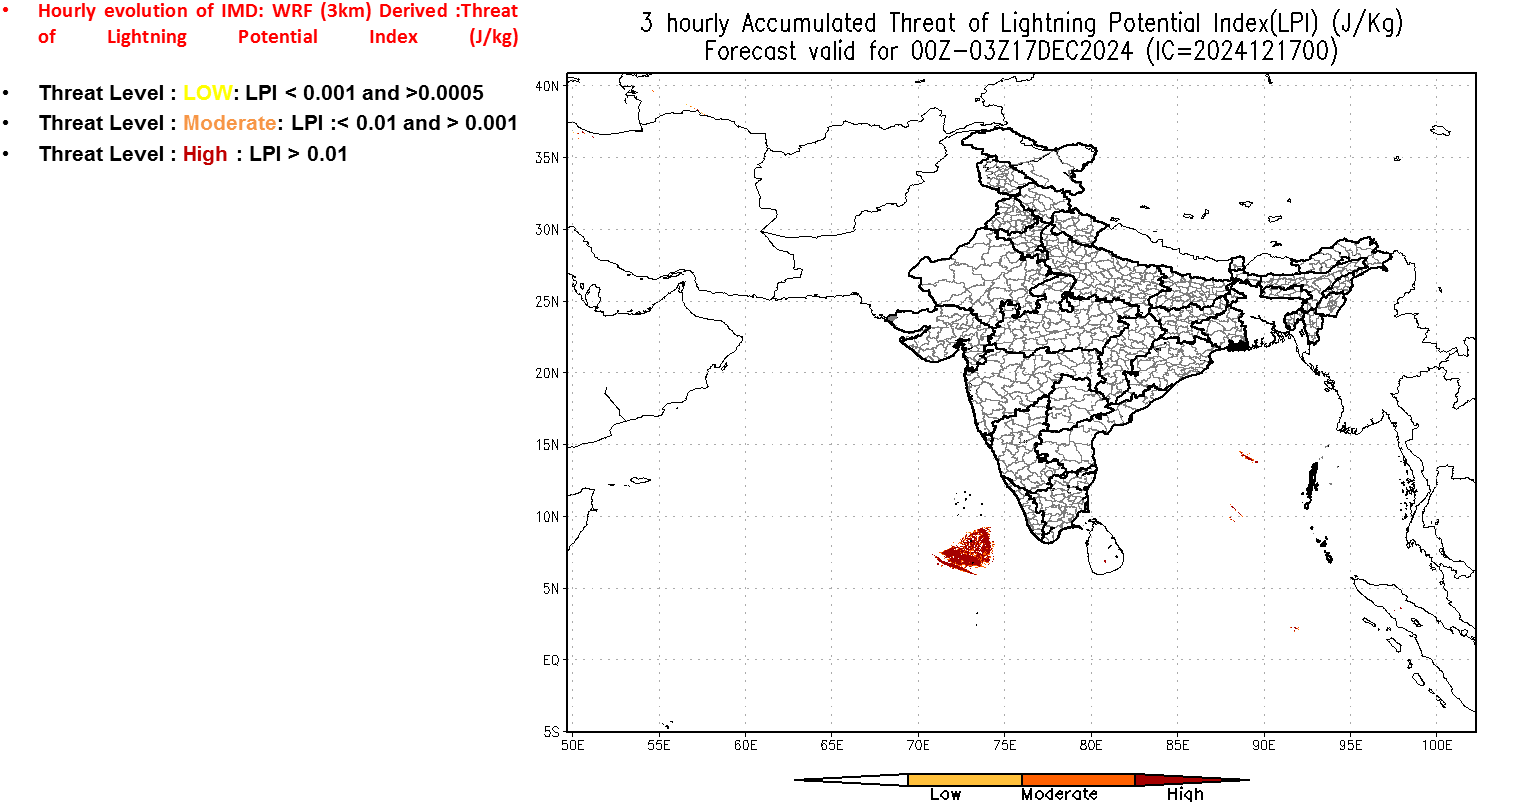 • Hourly evolution of IMD: WRF (3km) Derived :Threat
of Lightning Potential Index (J/kg)
• Threat Level : LOW: LPI < 0.001 and >0.0005
• Threat Level : Moderate: LPI :< 0.01 and > 0.001
• Threat Level : High : LPI > 0.01
3 hourly Accumulated Threat of Lightning Potential Index(LPI) (J/Kg)
Forecast valid for 00Z-03Z17DEC2024 (IC=2024121700)
40N
35N
30N
25N
20N
15N
10N
5N
EQ
5S
50E 55E 60E 65E 70E 75E 80E 85E 90E 95E 100E
Low Moderate High